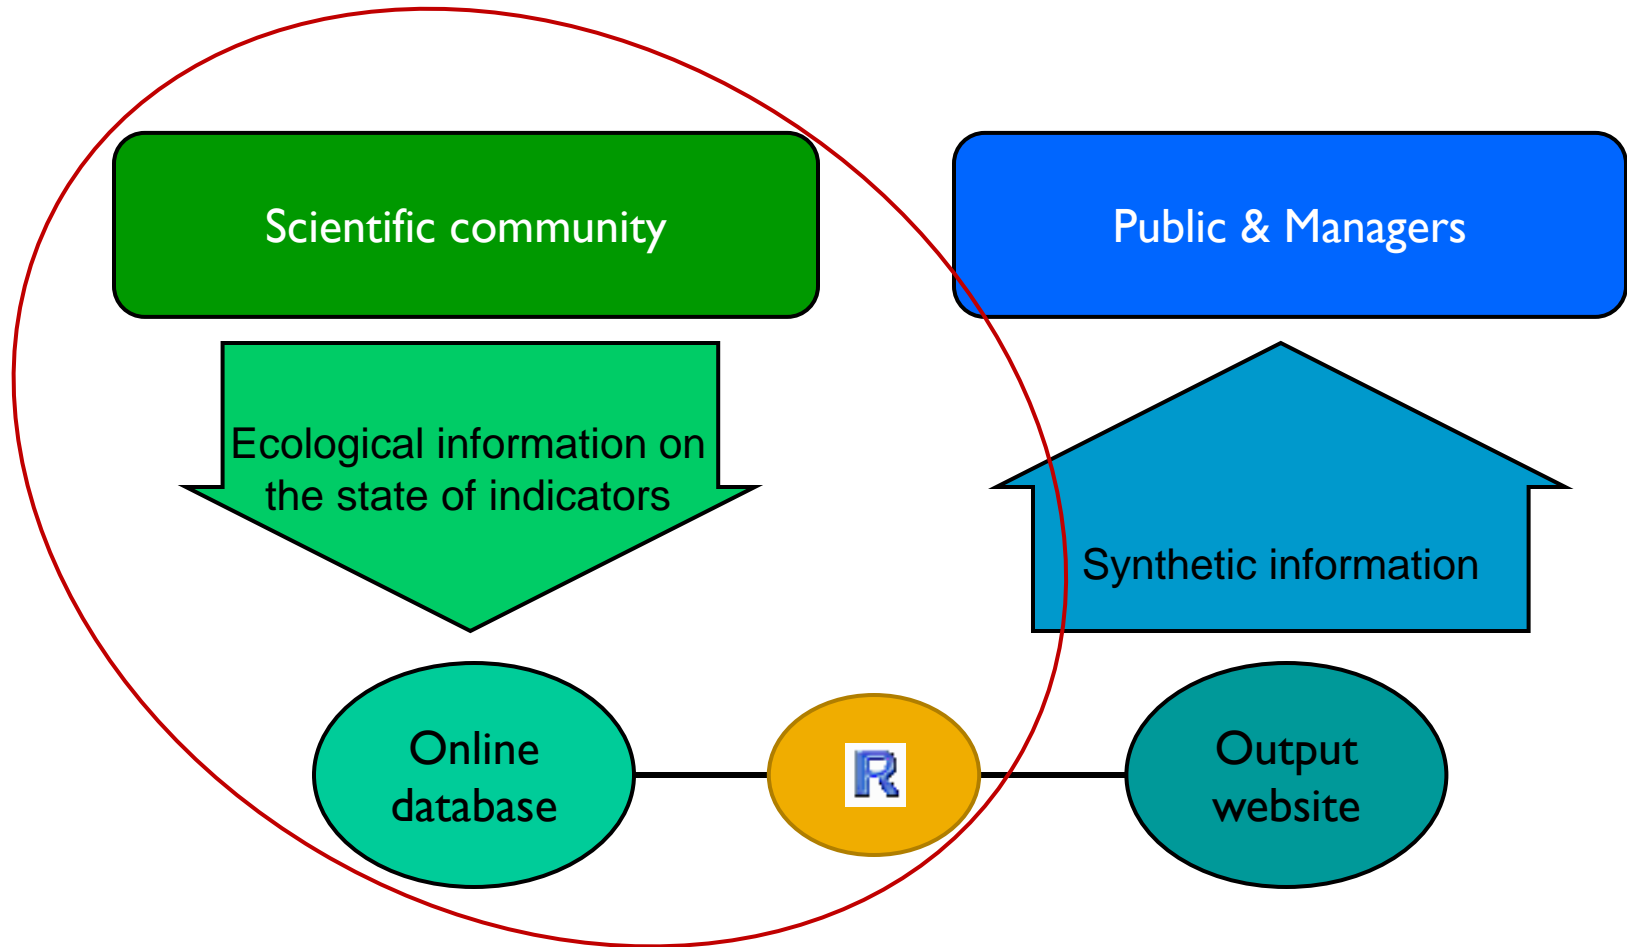 Scientific community
Public & Managers
Ecological information on
the state of indicators
Synthetic information
Online
database
R
Output
website